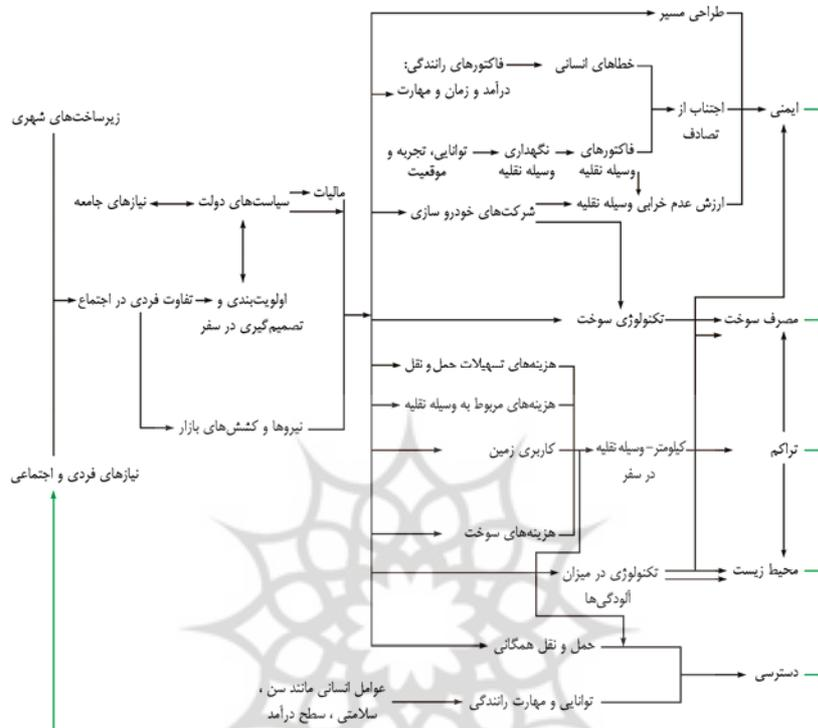 طراحی مسیر
فاکتورهای رانندگی:
درآمد و زمان و مهارت
خطاهای انسانی
اجتناب از
تصادف
ایمنی
زیرساخت‌های شهری
توانایی، تجربه و
موقعیت
نگهداری
وسیله نقلیه
فاکتورهای
وسیله نقلیه
مالیات
نیازهای جامعه
سیاست‌های دولت
شرکت‌های خودرو سازی
ارزش عدم خرابی وسیله نقلیه
تفاوت فردی در اجتماع
اولویت‌بندی و
تصمیم‌گیری در سفر
تکنولوژی سوخت
مصرف سوخت
هزینه‌های تسهیلات حمل و نقل
هزینه‌های مربوط به وسیله نقلیه
نیروها و کشش‌های بازار
کاربری زمین
کیلومتر-وسیله نقلیه
در سفر
تراکم
نیازهای فردی و اجتماعی
هزینه‌های سوخت
تکنولوژی در میزان
آلودگی‌ها
محیط زیست
حمل و نقل همگانی
دسترسی
عوامل انسانی مانند سن ،
سلامتی ، سطح درآمد
توانایی و مهارت رانندگی